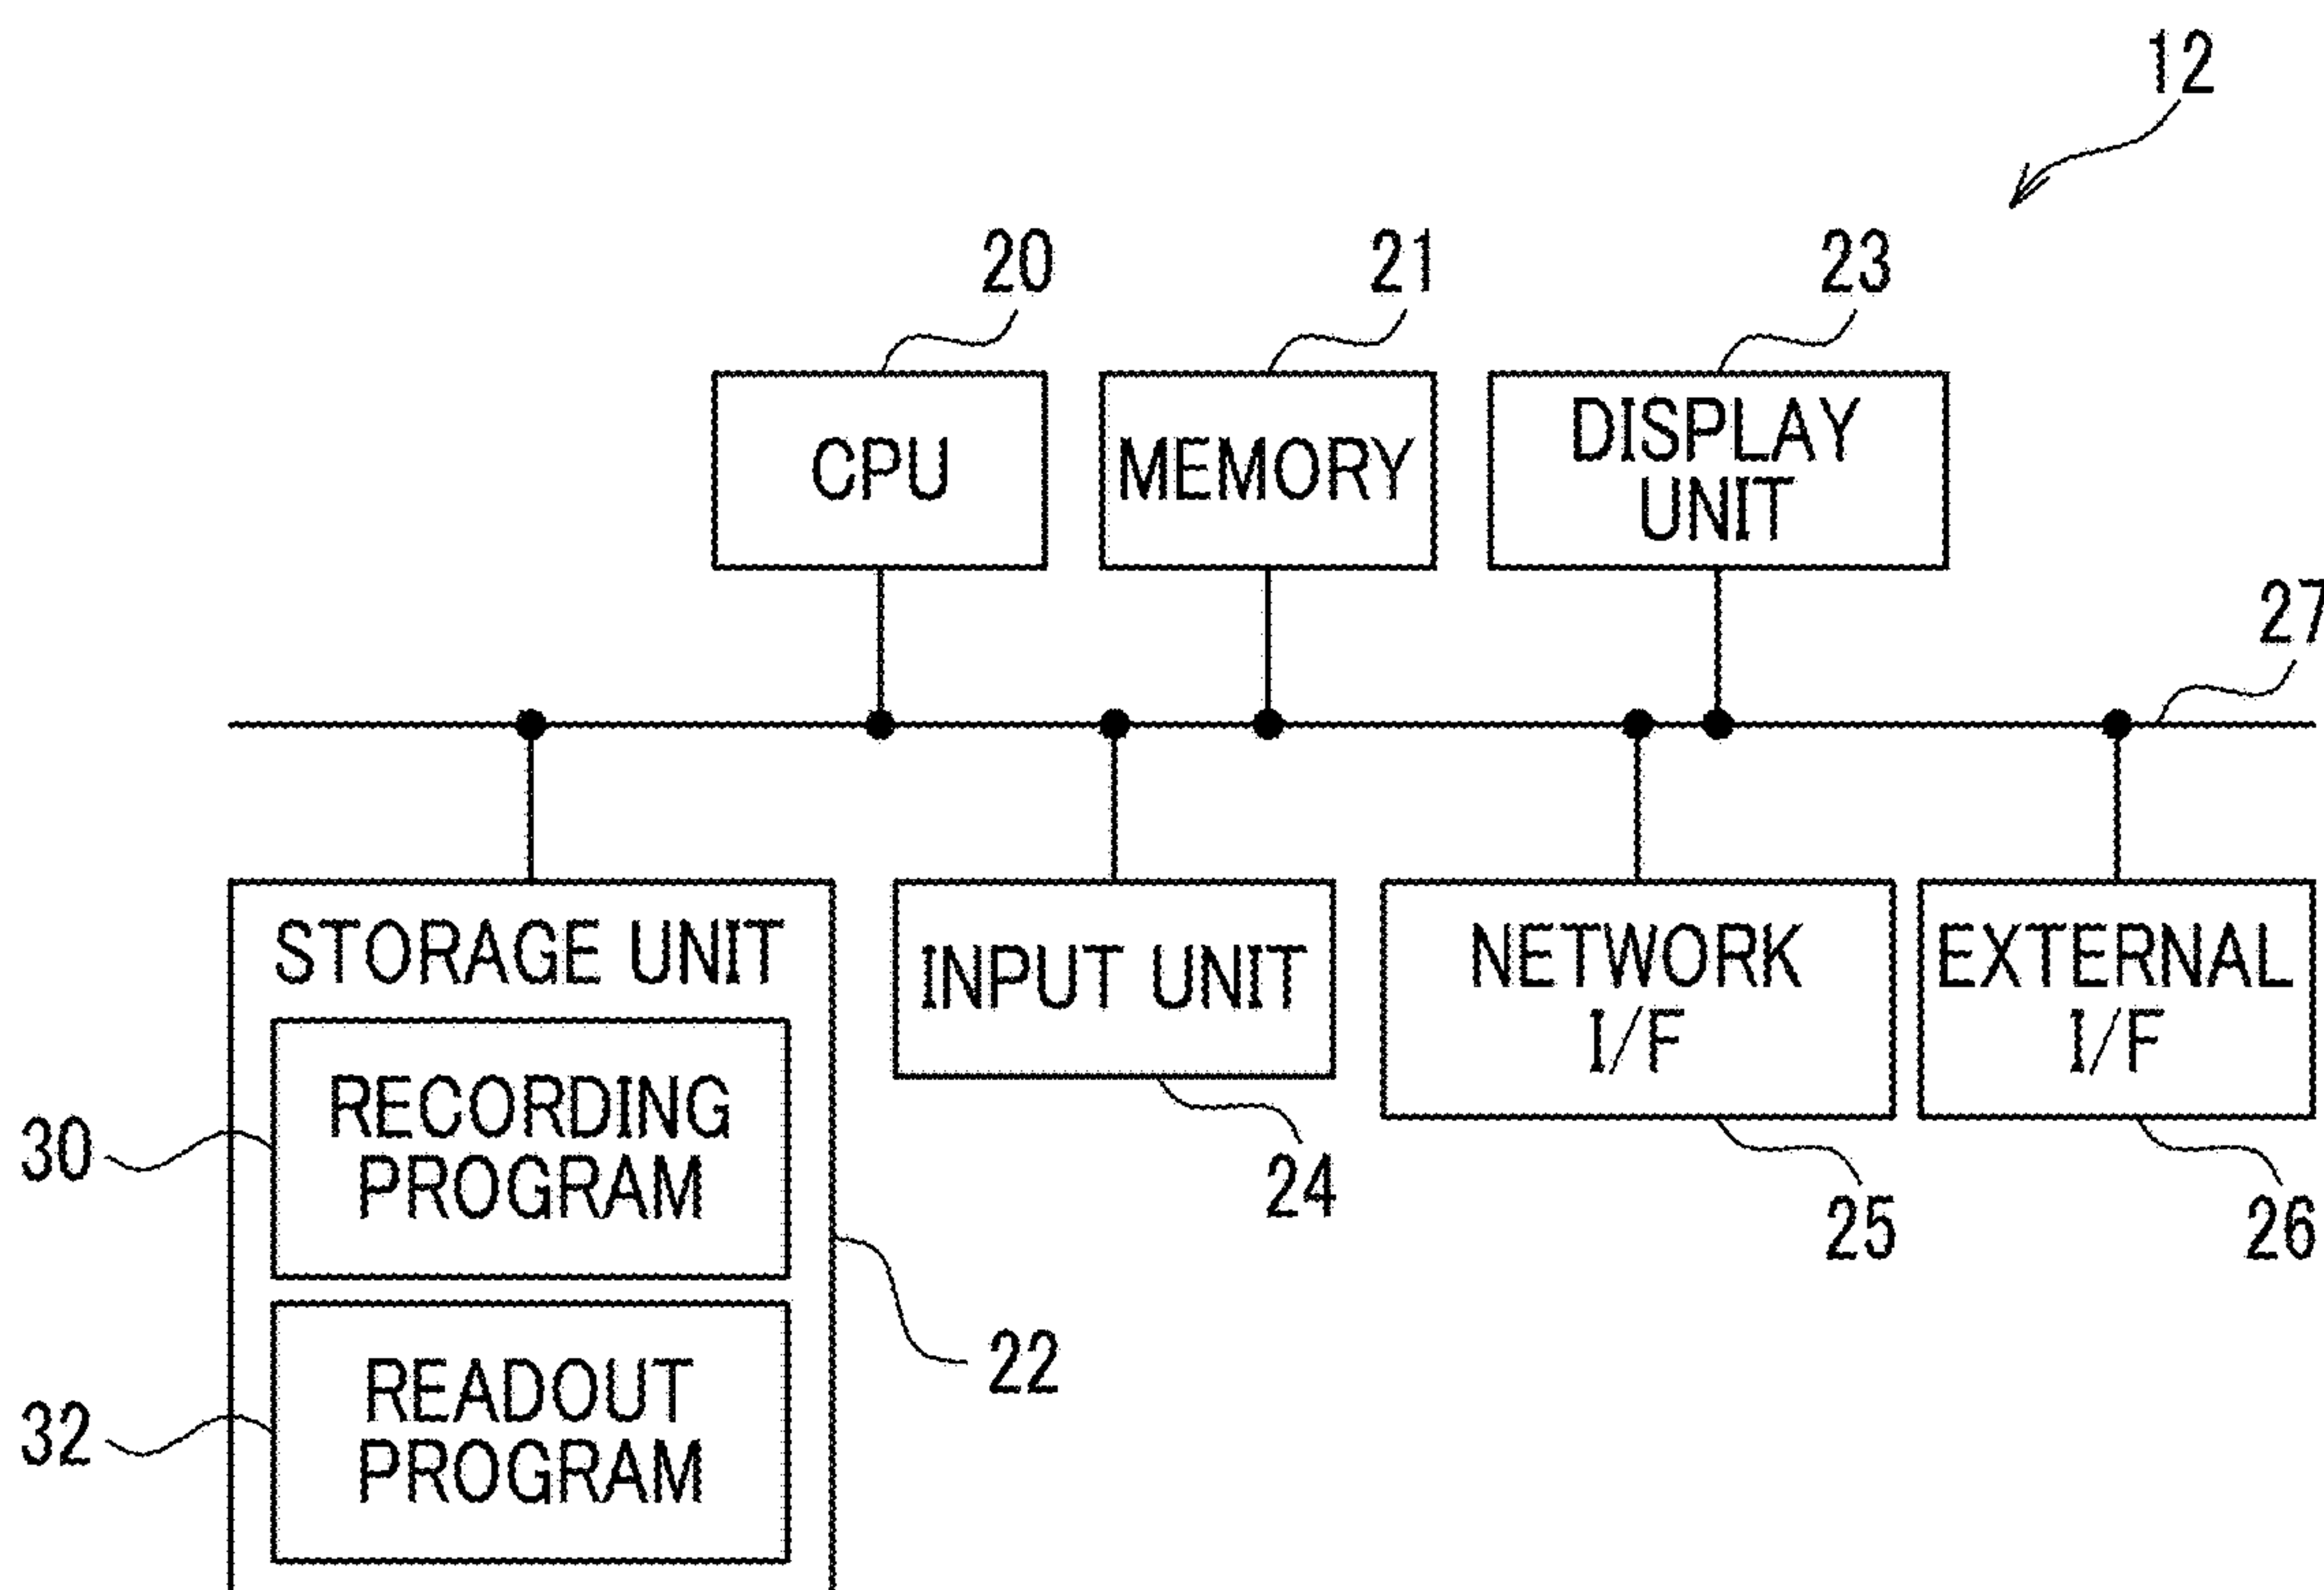 12
20
21
23
CPU
MEMORY
DISPLAY
UNIT
27
STORAGE UNIT
INPUT UNIT
NETWORK
I/F
EXTERNAL
I/F
RECORDING
PROGRAM
30
24
25
26
22
READOUT
PROGRAM
32